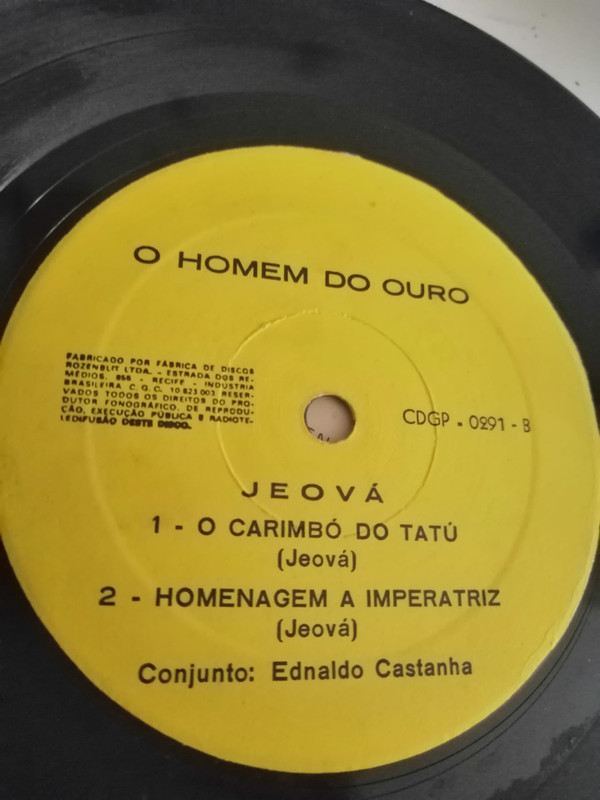 O HOMEM DO OURO
FABRICADO POR FÁBRICA DE DISCOS
ROZENBLIT LTDA. - ESTRADA DOS RE-
MÉDIOS, 855 - RECIFE - INDUSTRIA
BRASILEIRA C. G. C. 10 823 003 RESER-
VADOS TODOS OS DIREITOS DO PRO-
DUTOR FONOGRÁFICO, DE REPRODU-
ÇÃO, EXECUÇÃO PÚBLICA E RADIOTE-
LEDIFUSÃO DESTE DISCO.
CDGP . 0291 - B
JEOVÁ
1 - O CARIMBÓ DO TATÚ
(Jeová)
2 - HOMENAGEM A IMPERATRIZ
(Jeová)
Conjunto: Ednaldo Castanha